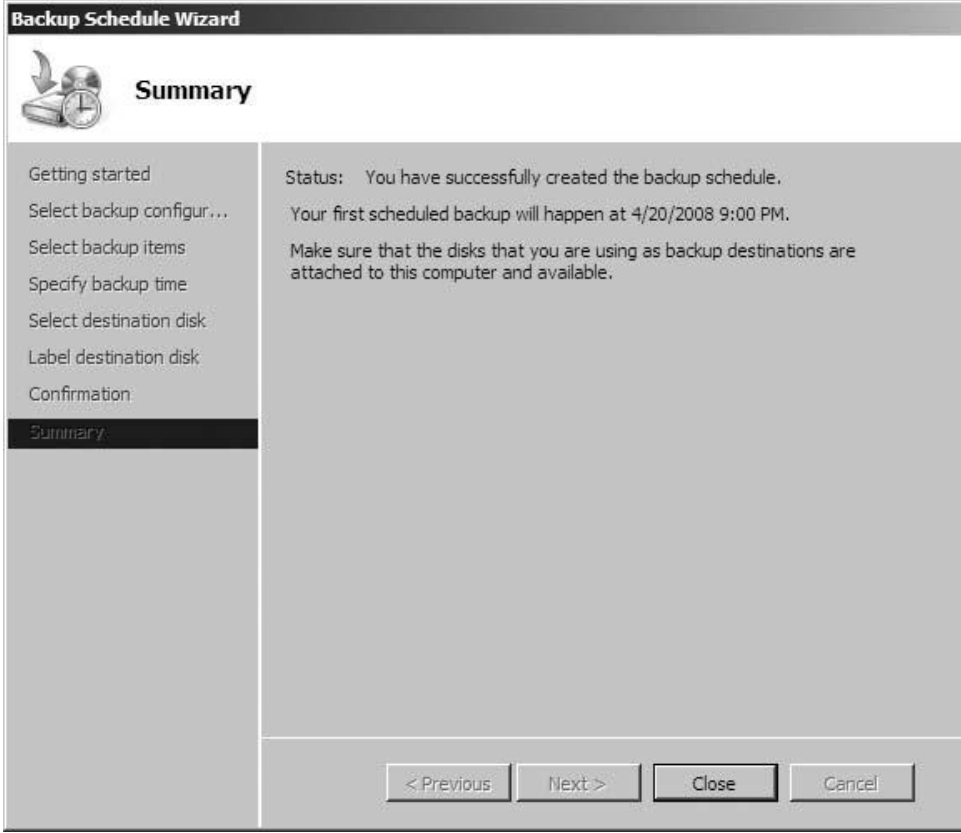 Backup Schedule Wizard
Summary
Getting started
Select backup configur...
Select backup items
Specify backup time
Select destination disk
Label destination disk
Confirmation
Summary
Status: You have successfully created the backup schedule.
Your first scheduled backup will happen at 4/20/2008 9:00 PM.
Make sure that the disks that you are using as backup destinations are
attached to this computer and available.
< Previous Next > Close Cancel